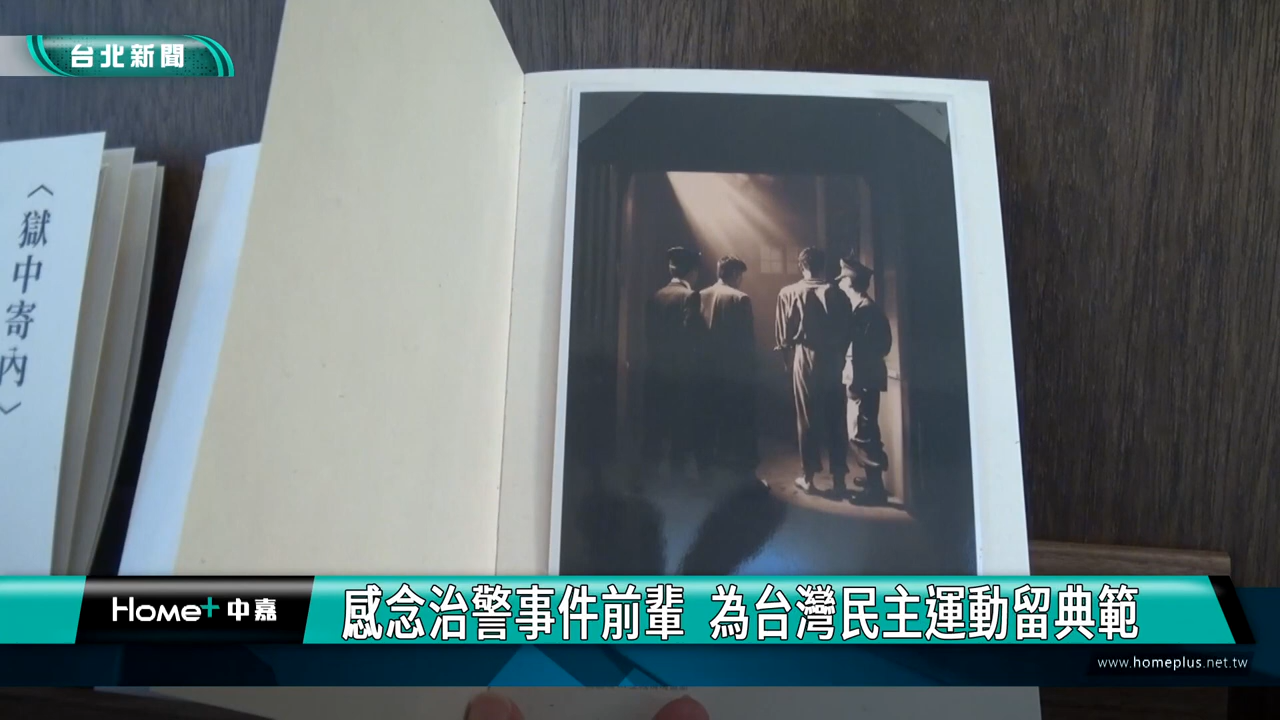 台北新聞
〈獄中寄內〉
Home+ 中嘉
感念治警事件前輩 為台灣民主運動留典範
www.homeplus.net.tw